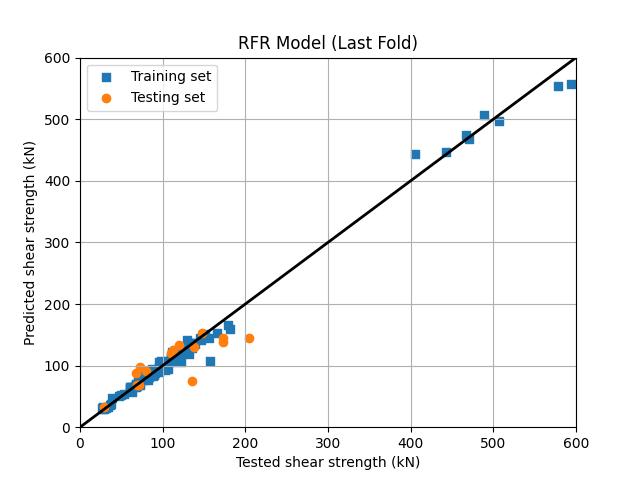 RFR Model (Last Fold)
Training set
Testing set
Predicted shear strength (kN)
600
500
400
300
200
100
0
0 100 200 300 400 500 600
Tested shear strength (kN)